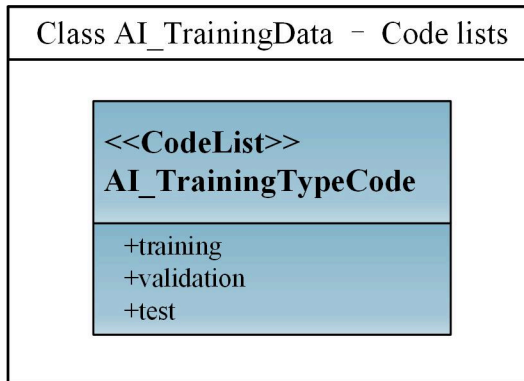 Class AI_TrainingData – Code lists
<<CodeList>>
AI_TrainingTypeCode
+training
+validation
+test